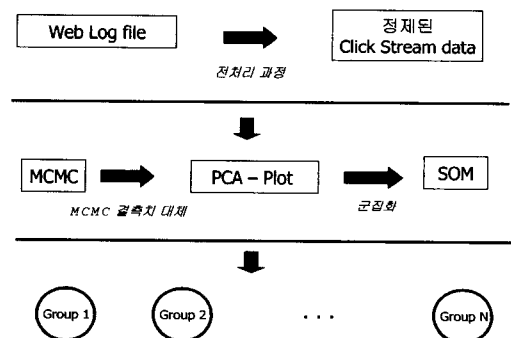 Web Log file
정제된
Click Stream data
전처리 과정
MCMC
PCA – Plot
SOM
MCMC 결측치 대체
군집화
Group 1
Group 2
. . .
Group N